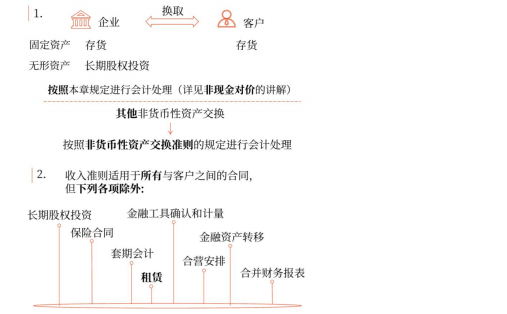 1. 企业 换取 客户
固定资产 存货 存货
无形资产 长期股权投资
按照本章规定进行会计处理（详见非现金对价的讲解）
其他非货币性资产交换
按照非货币性资产交换准则的规定进行会计处理
2. 收入准则适用于所有与客户之间的合同，
但下列各项除外：
长期股权投资 金融工具确认和计量
保险合同 金融资产转移
套期会计 合营安排
租赁 合并财务报表